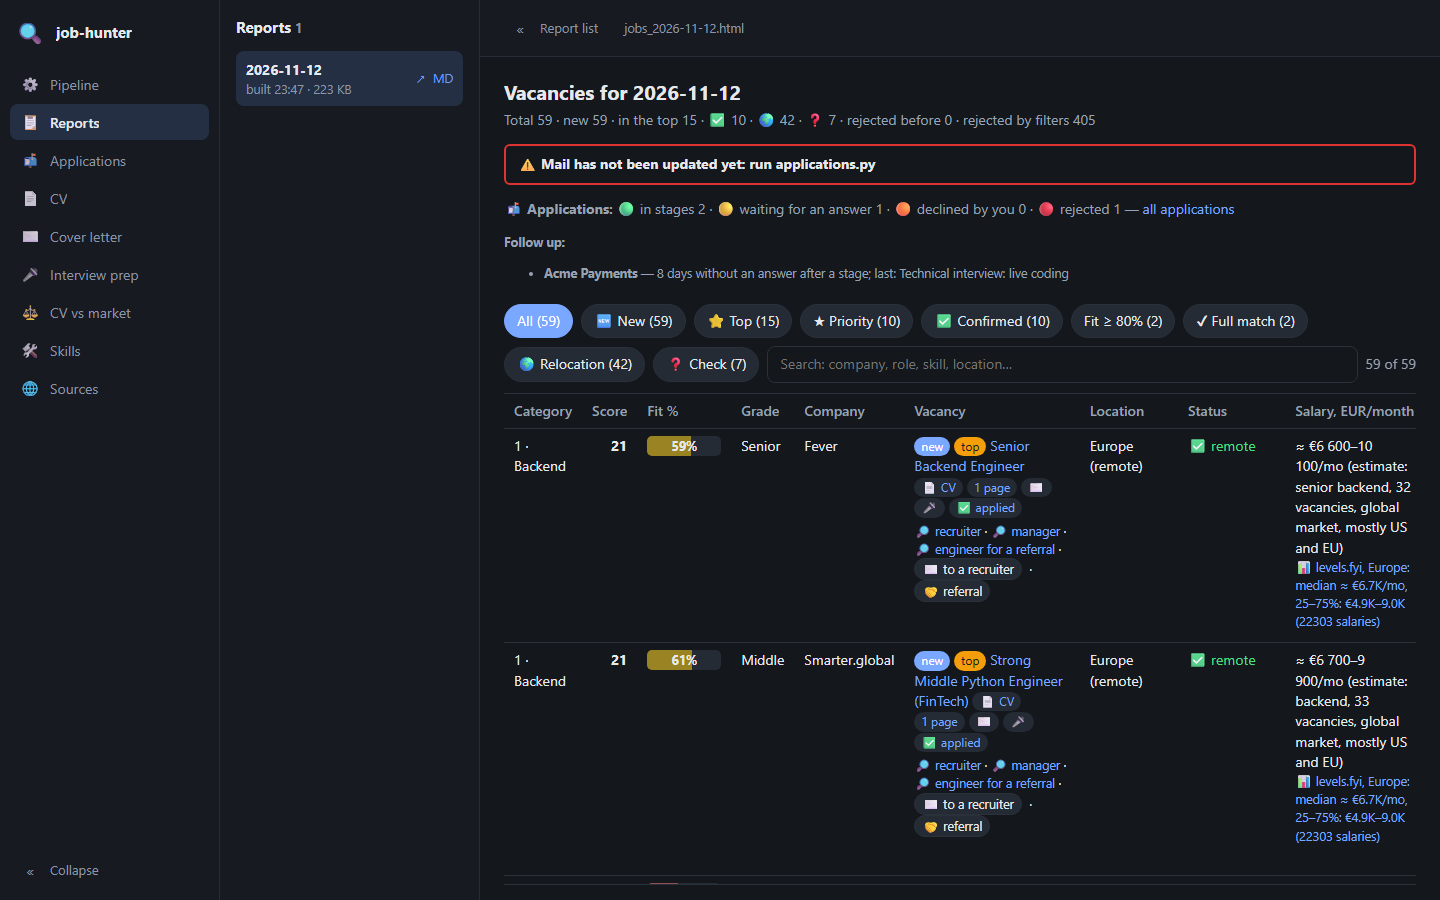 job-hunter
Pipeline
Reports
Applications
CV
Cover letter
Interview prep
CV vs market
Skills
Sources
« Collapse
Reports 1
2026-11-12
built 23:47 · 223 KB
↗ MD
« Report list jobs_2026-11-12.html
Vacancies for 2026-11-12
Total 59 · new 59 · in the top 15 · ✅ 10 · 🌍 42 · ❓ 7 · rejected before 0 · rejected by filters 405
⚠ Mail has not been updated yet: run applications.py
📬 Applications: 🟢 in stages 2 · 🟡 waiting for an answer 1 · 🟠 declined by you 0 · 🔴 rejected 1 — all applications
Follow up:
• Acme Payments — 8 days without an answer after a stage; last: Technical interview: live coding
All (59) 🆕 New (59) ⭐ Top (15) ★ Priority (10) ✅ Confirmed (10) Fit ≥ 80% (2) ✓ Full match (2)
🌍 Relocation (42) ❓ Check (7) Search: company, role, skill, location... 59 of 59
Category Score Fit % Grade Company Vacancy Location Status Salary, EUR/month
1 ·
Backend
21
59%
Senior
Fever
new top Senior
Backend Engineer
CV 1 page
✅ applied
recruiter · manager ·
engineer for a referral ·
to a recruiter ·
referral
Europe
(remote)
✅ remote
≈ €6 600–10
100/mo (estimate:
senior backend, 32
vacancies, global
market, mostly US
and EU)
levels.fyi, Europe:
median ≈ €6.7K/mo,
25–75%: €4.9K–9.0K
(22303 salaries)
1 ·
Backend
21
61%
Middle
Smarter.global
new top Strong
Middle Python Engineer
(FinTech) CV
1 page
✅ applied
recruiter · manager ·
engineer for a referral ·
to a recruiter ·
referral
Europe
(remote)
✅ remote
≈ €6 700–9
900/mo (estimate:
backend, 33
vacancies, global
market, mostly US
and EU)
levels.fyi, Europe:
median ≈ €6.7K/mo,
25–75%: €4.9K–9.0K
(22303 salaries)